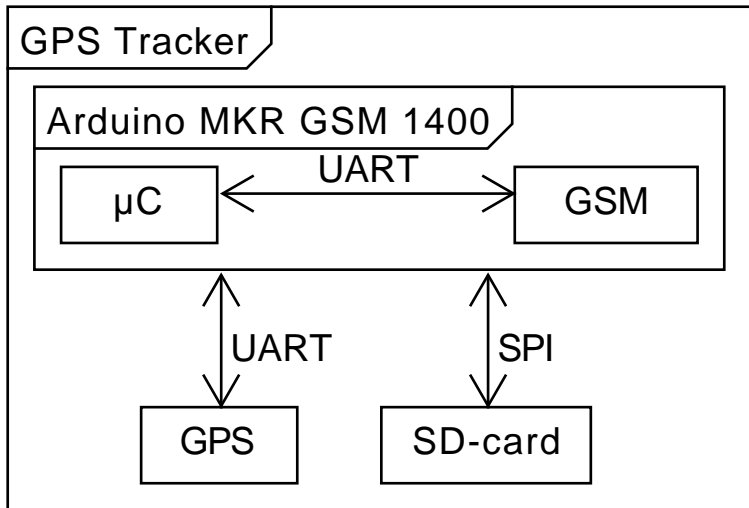 GPS Tracker
Arduino MKR GSM 1400
UART
µC
GSM
UART
SPI
GPS
SD-card